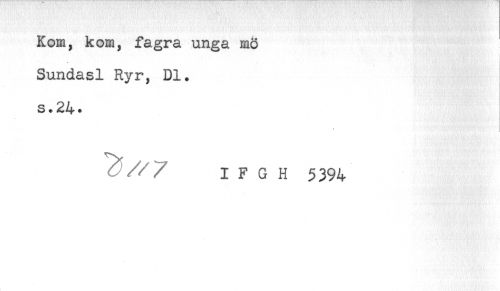 Kom, kom, fagra unga mö
Sundasl Ryr, Dl.
s.24.
D117 I F G H 5394